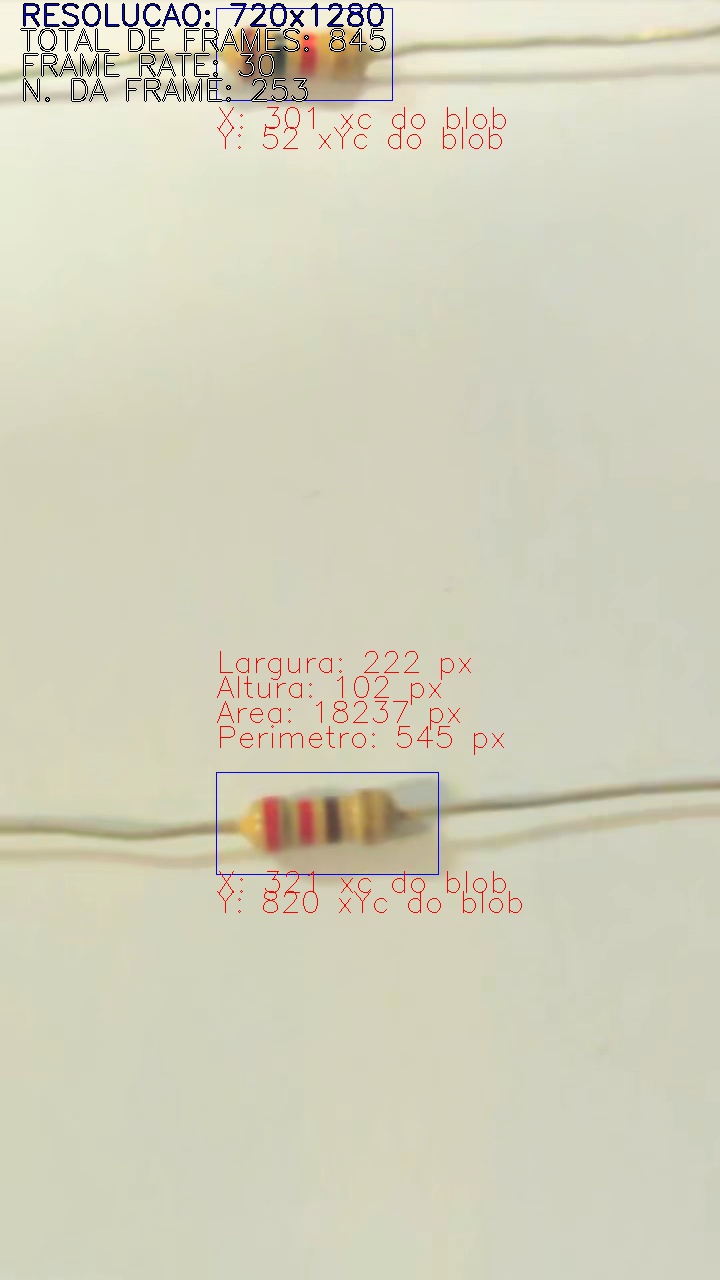 RESOLUCAO: 720x1280
TOTAL DE FRAMES: 845
FRAME RATE: 30
N. DA FRAME: 253
X: 301 xc do blob
Y: 52 xYc do blob
Largura: 222 px
Altura: 102 px
Area: 18237 px
Perimetro: 545 px
X: 321 xc do blob
Y: 820 xYc do blob